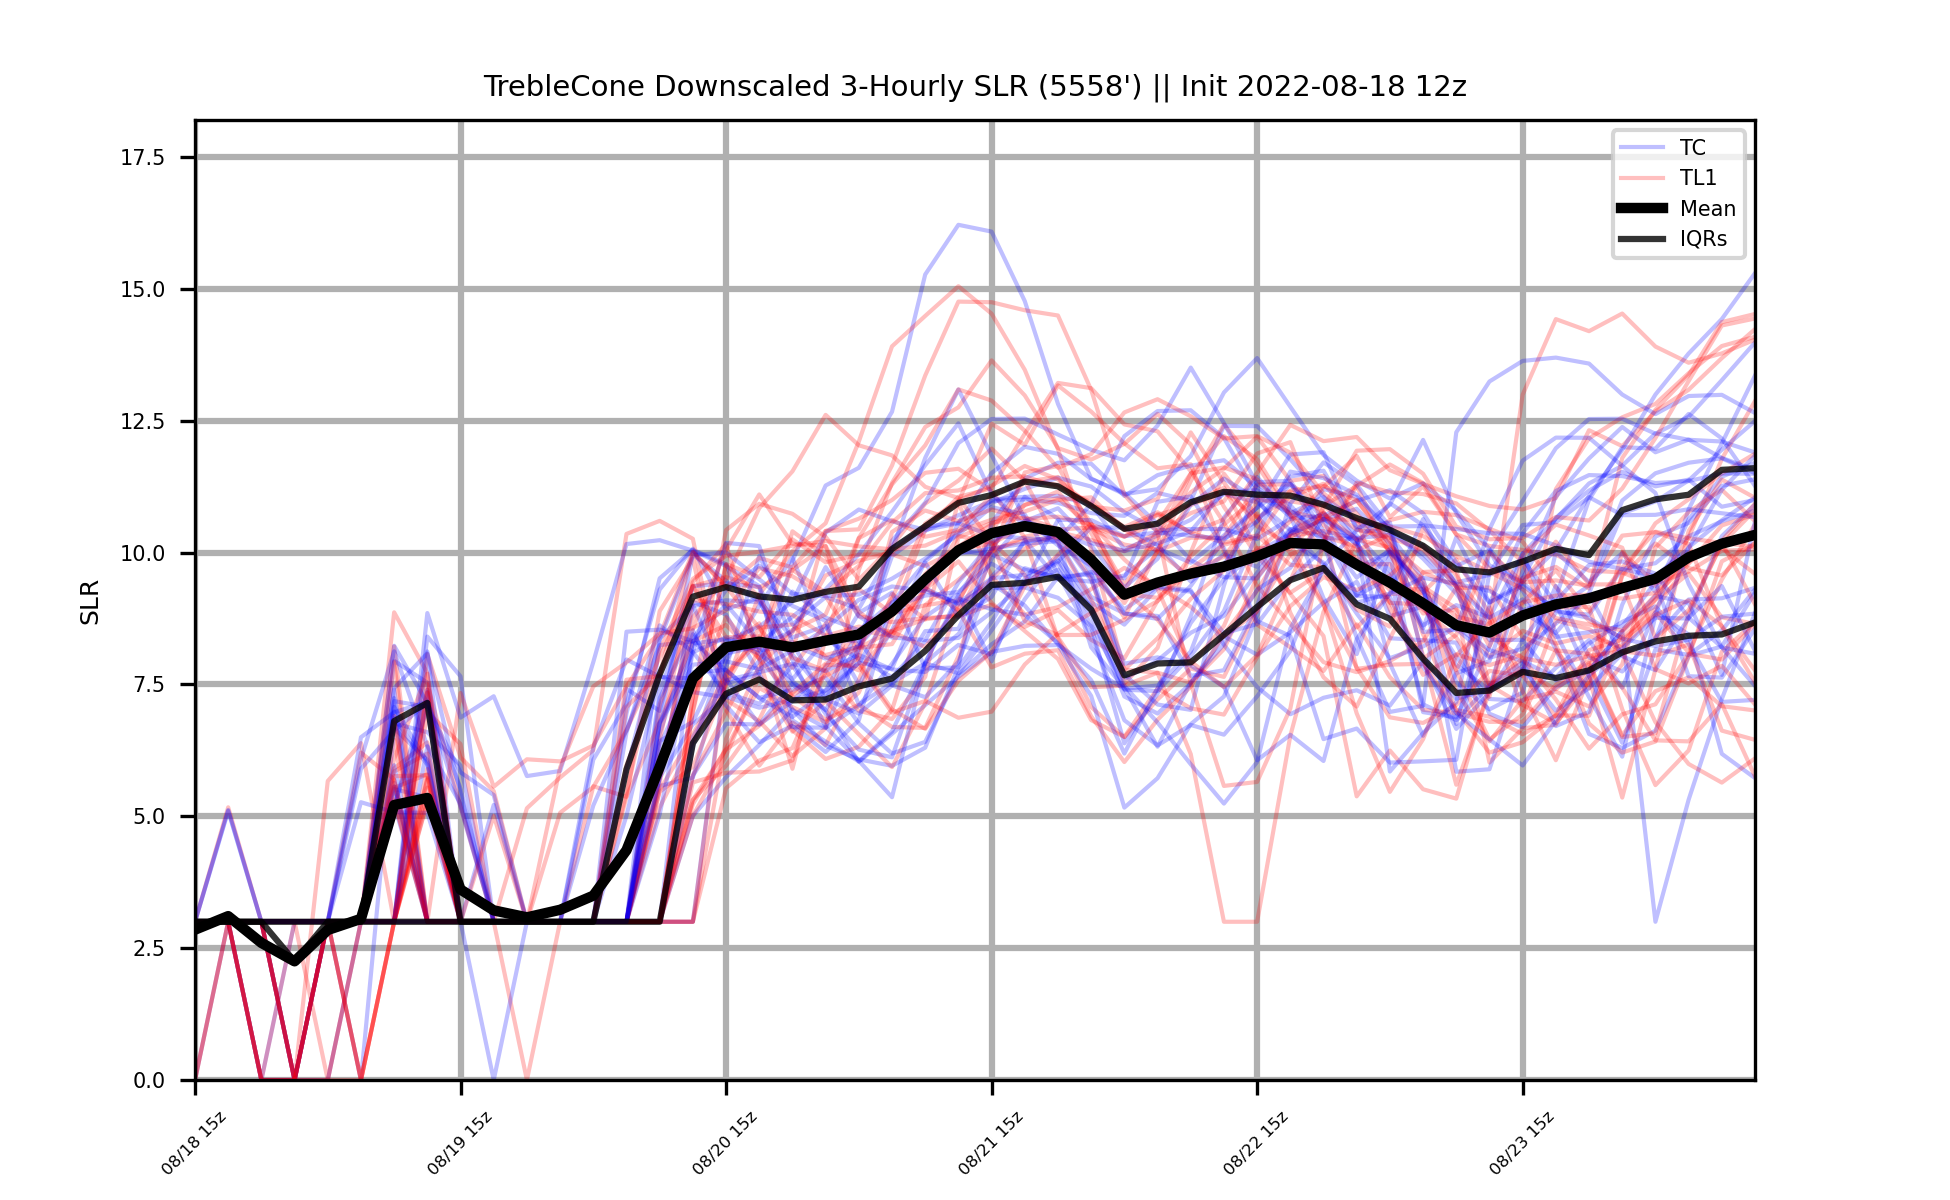 TrebleCone Downscaled 3-Hourly SLR (5558') || Init 2022-08-18 12z
TC
TL1
Mean
IQRs
SLR
17.5
15.0
12.5
10.0
7.5
5.0
2.5
0.0
08/18 15z
08/19 15z
08/20 15z
08/21 15z
08/22 15z
08/23 15z